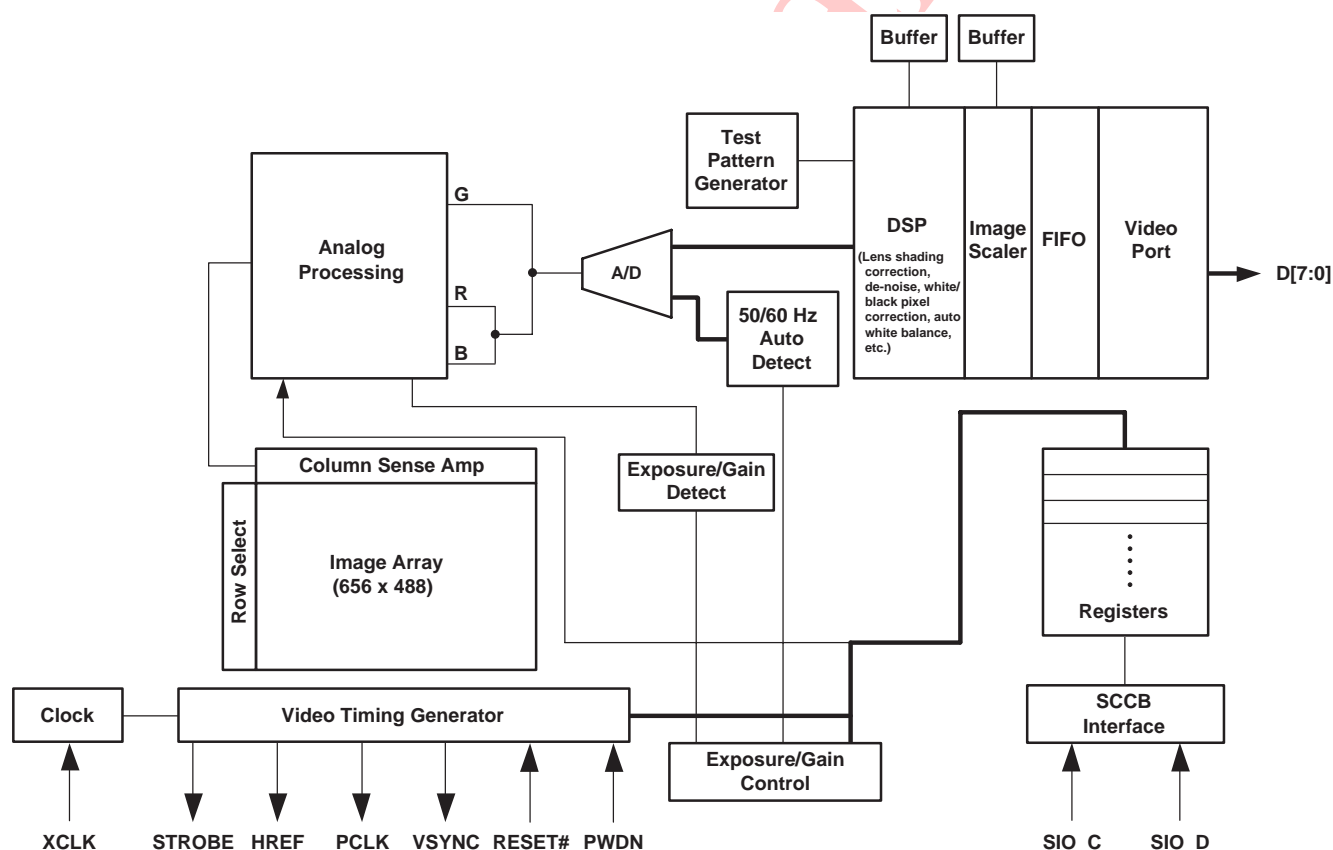 Buffer
Buffer
Test
Pattern
Generator
DSP
(Lens shading
correction,
de-noise, white/
black pixel
correction, auto
white balance,
etc.)
Image
Scaler
FIFO
Video
Port
D[7:0]
Analog
Processing
G
R
B
A/D
50/60 Hz
Auto
Detect
Column Sense Amp
Row Select
Image Array
(656 x 488)
Exposure/Gain
Detect
Registers
Clock
Video Timing Generator
Exposure/Gain
Control
SCCB
Interface
XCLK
STROBE
HREF
PCLK
VSYNC
RESET#
PWDN
SIO_C
SIO_D